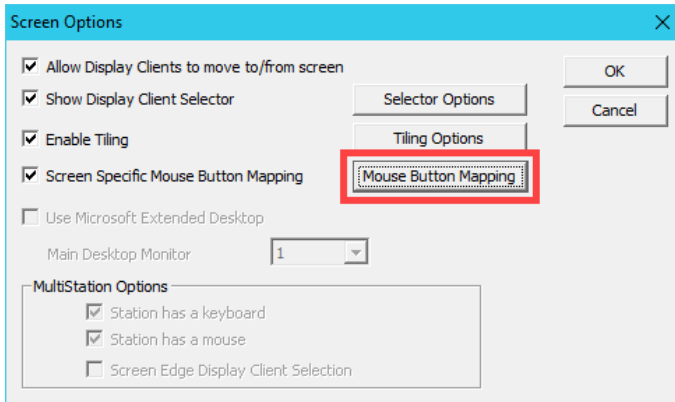 Screen Options
Allow Display Clients to move to/from screen
OK
Show Display Client Selector
Selector Options
Cancel
Enable Tiling
Tiling Options
Screen Specific Mouse Button Mapping
Mouse Button Mapping
Use Microsoft Extended Desktop
Main Desktop Monitor
1
MultiStation Options
Station has a keyboard
Station has a mouse
Screen Edge Display Client Selection